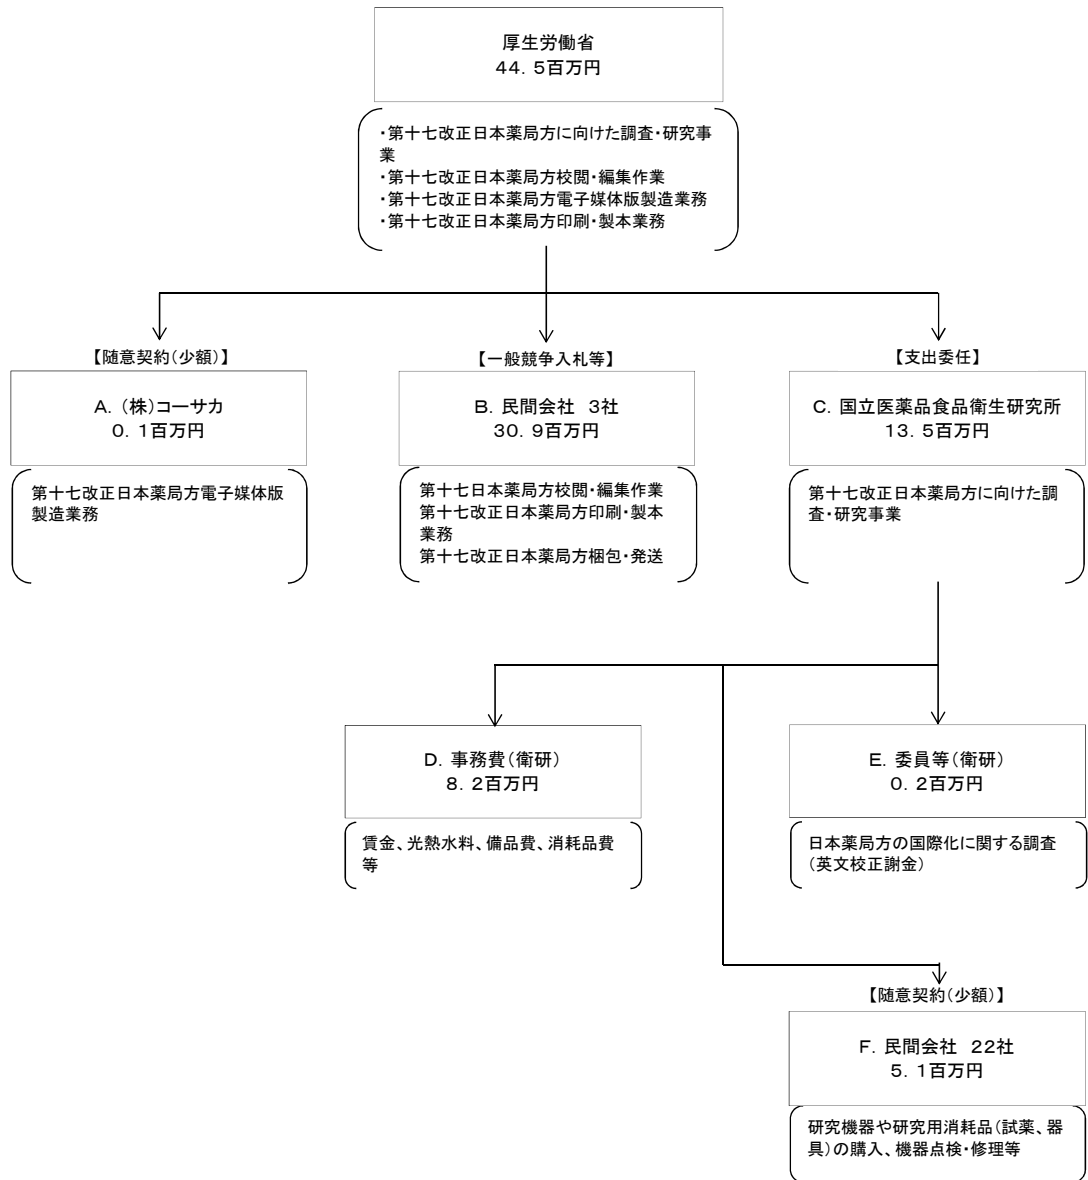 厚生労働省
44．5百万円
・第十七改正日本薬局方に向けた調査・研究事
業
・第十七改正日本薬局方校閲・編集作業
・第十七改正日本薬局方電子媒体版製造業務
・第十七改正日本薬局方印刷・製本業務
【随意契約（少額）】
A．（株）コーサカ
0．1百万円
第十七改正日本薬局方電子媒体版
製造業務
【一般競争入札等】
B．民間会社　3社
30．9百万円
第十七日本薬局方校閲・編集作業
第十七改正日本薬局方印刷・製本
業務
第十七改正日本薬局方梱包・発送
【支出委任】
C．国立医薬品食品衛生研究所
13．5百万円
第十七改正日本薬局方に向けた調
査・研究事業
D．事務費（衛研）
8．2百万円
賃金、光熱水料、備品費、消耗品費
等
E．委員等（衛研）
0．2百万円
日本薬局方の国際化に関する調査
（英文校正謝金）
【随意契約（少額）】
F．民間会社　22社
5．1百万円
研究機器や研究用消耗品（試薬、器
具）の購入、機器点検・修理等